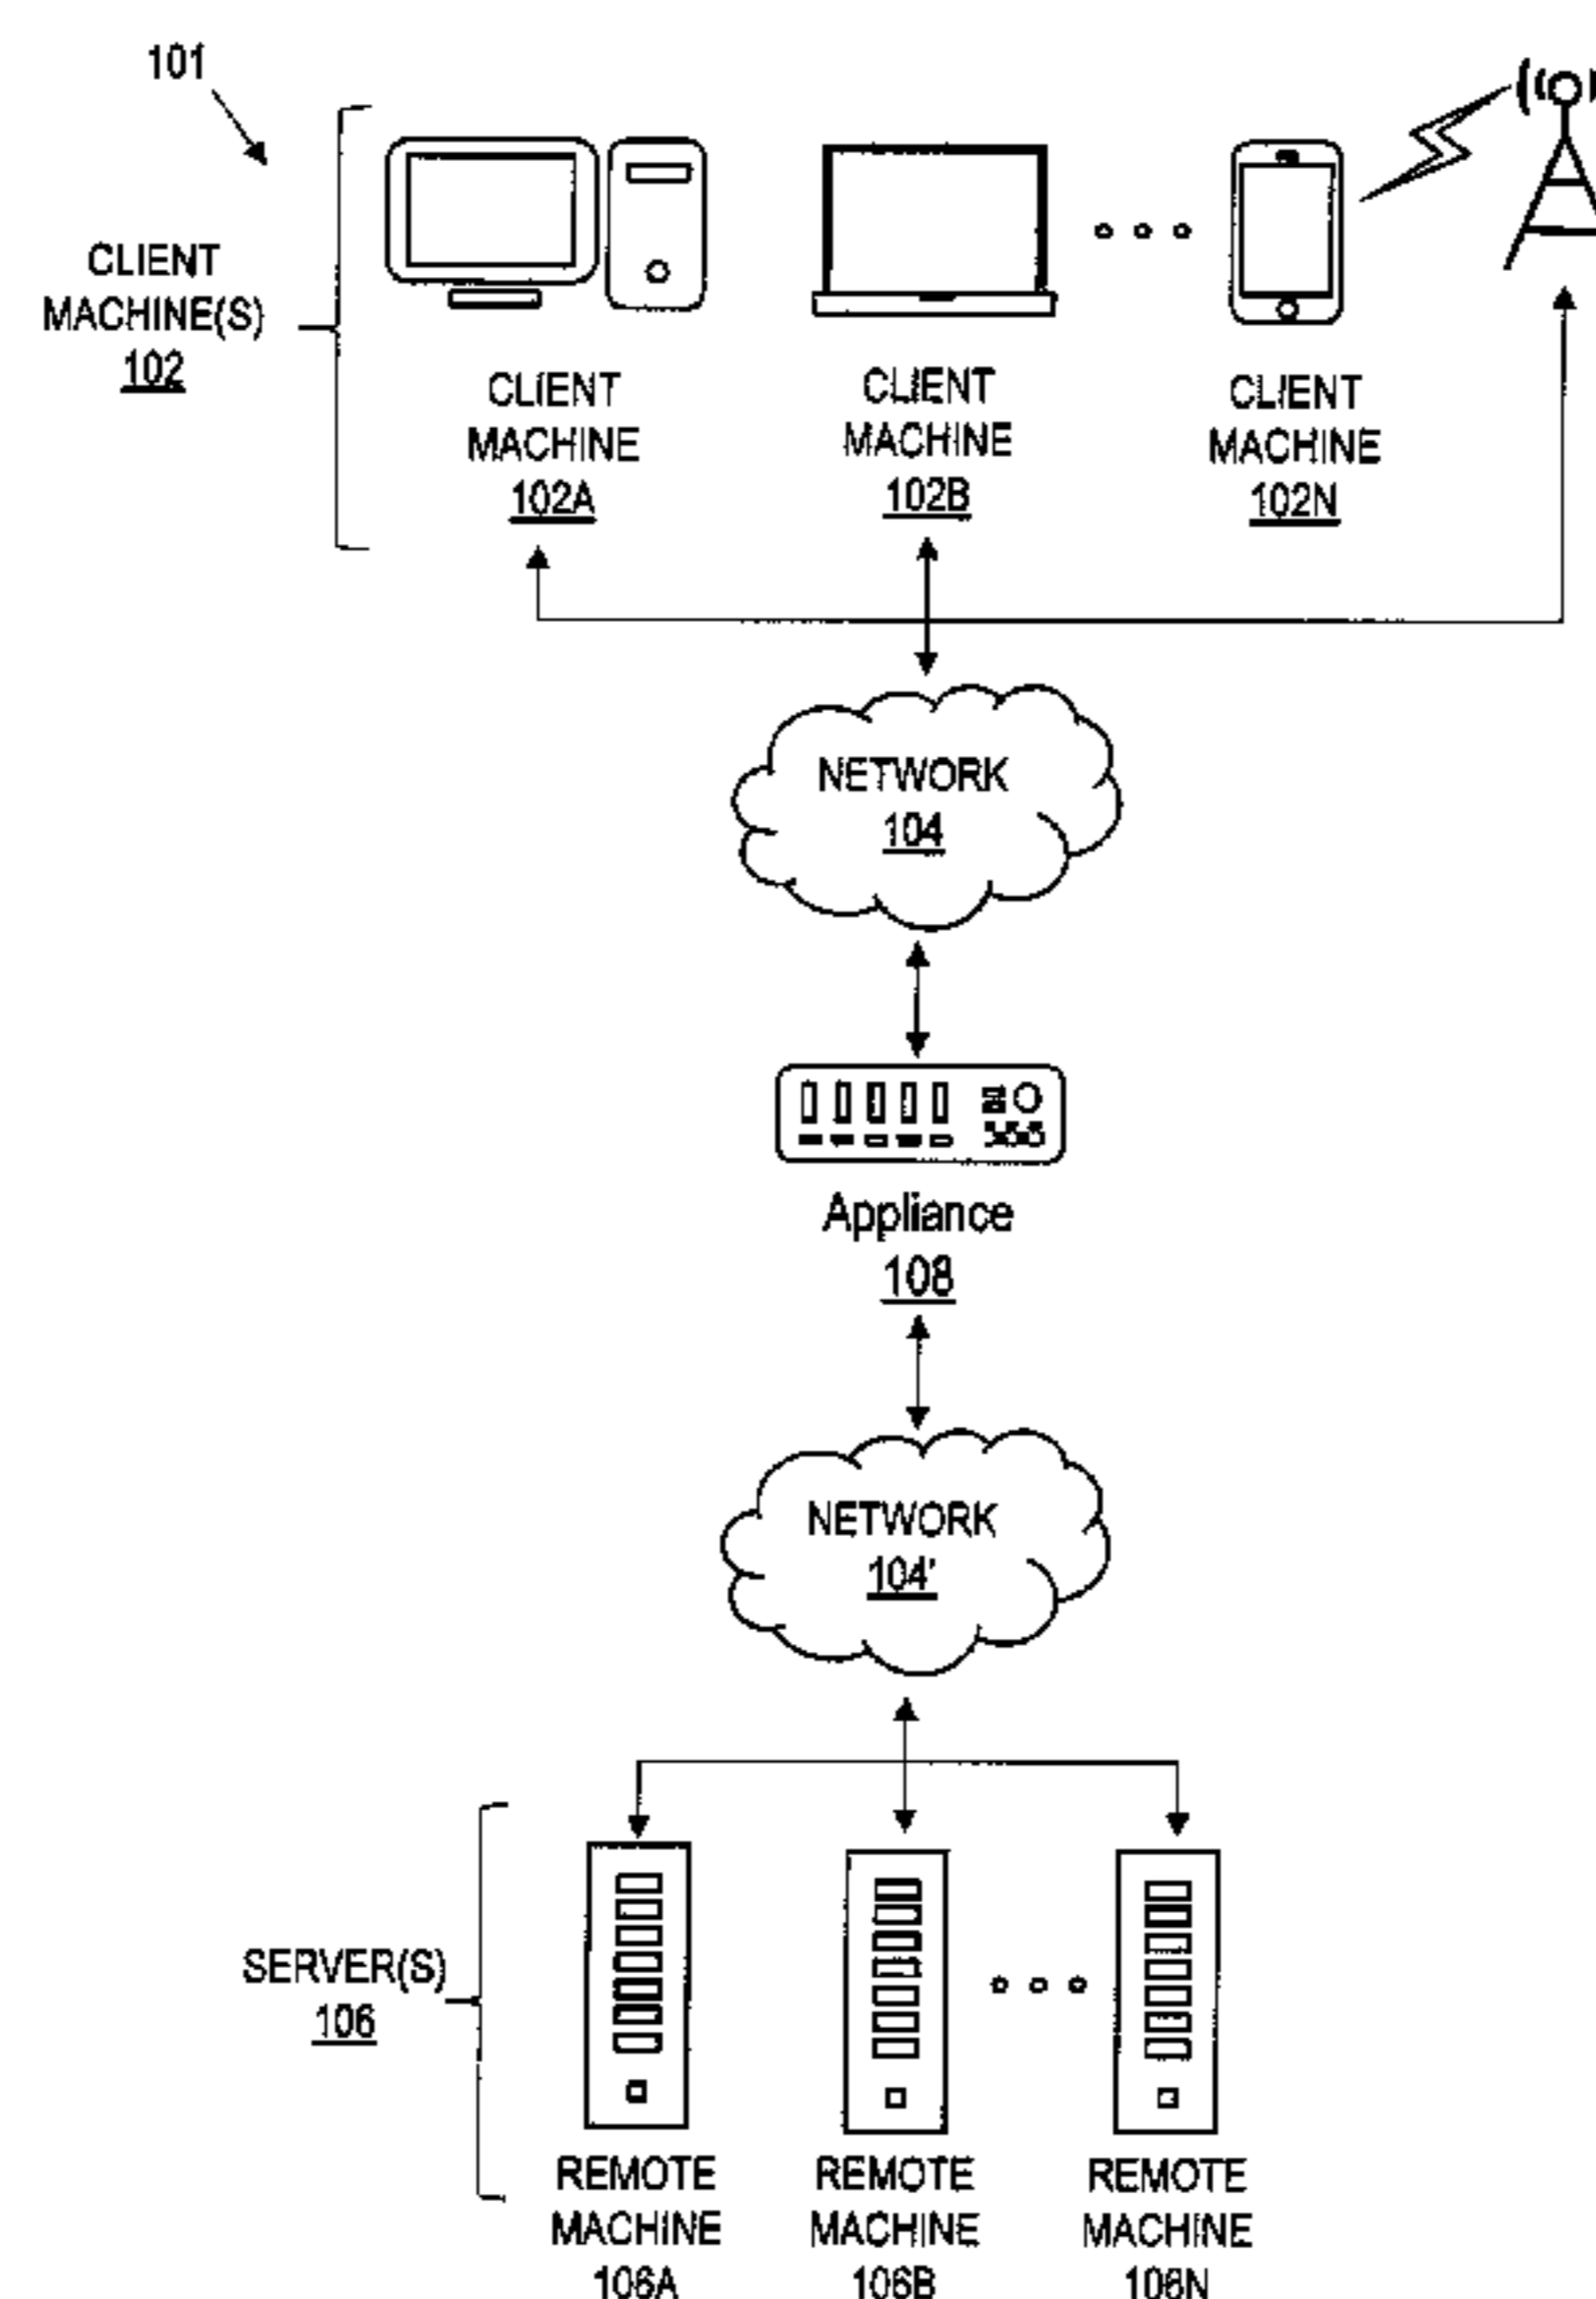 101
CLIENT
MACHINE(S)
102
CLIENT
MACHINE
102A
CLIENT
MACHINE
102B
CLIENT
MACHINE
102N
NETWORK
104
Appliance
108
NETWORK
104'
SERVER(S)
106
REMOTE
MACHINE
106A
REMOTE
MACHINE
106B
REMOTE
MACHINE
106N